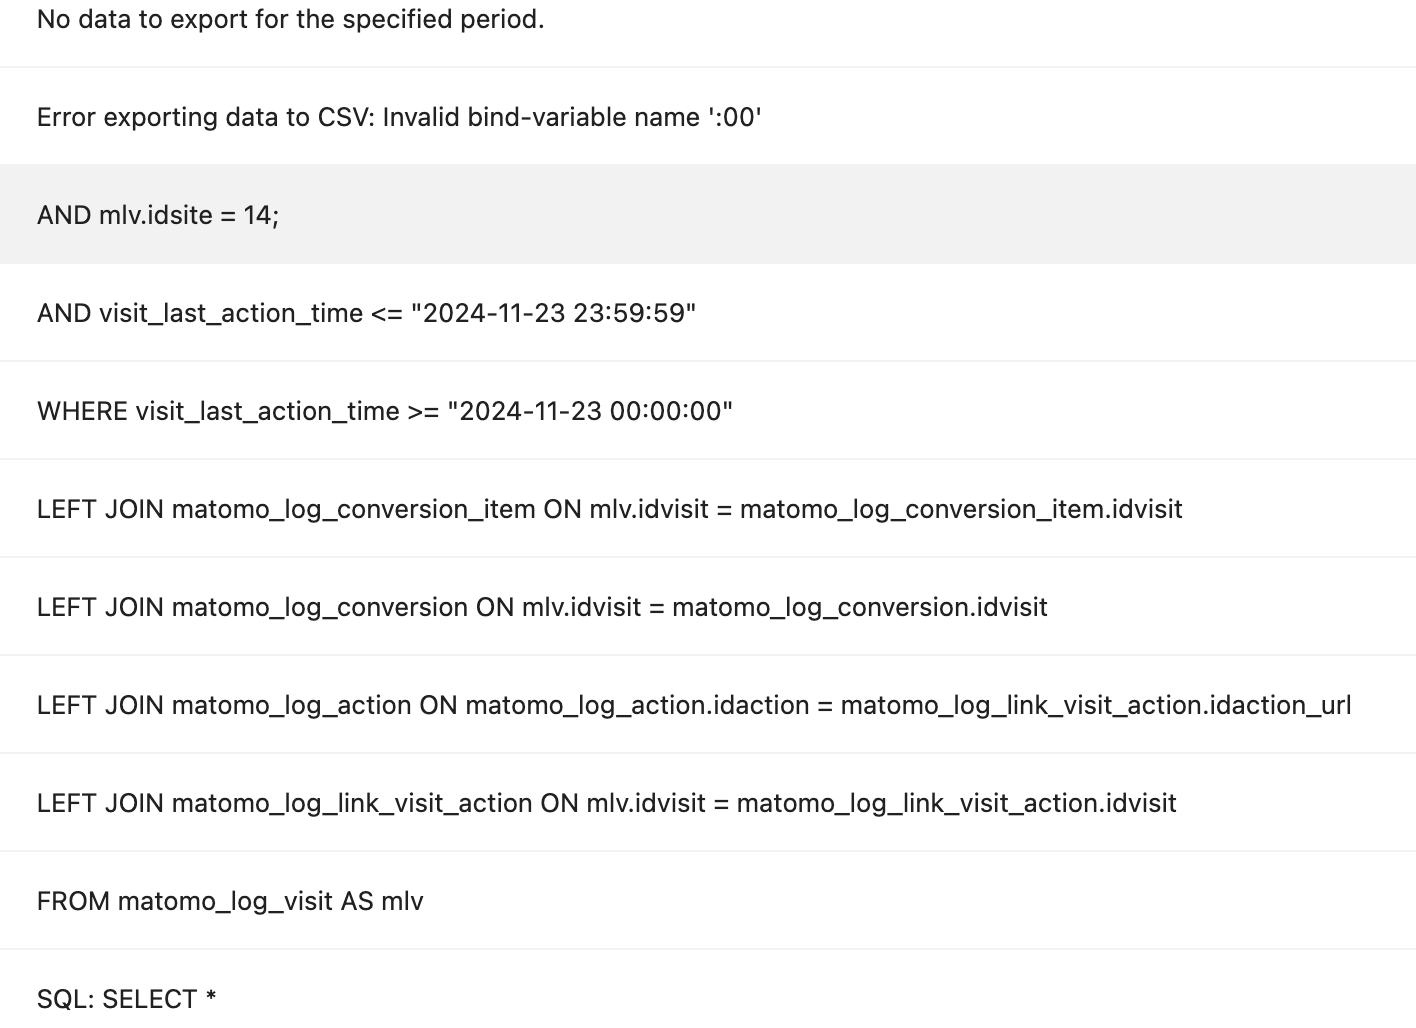 No data to export for the specified period.
Error exporting data to CSV: Invalid bind-variable name ':00'
AND mlv.idsite = 14;
AND visit_last_action_time <= "2024-11-23 23:59:59"
WHERE visit_last_action_time >= "2024-11-23 00:00:00"
LEFT JOIN matomo_log_conversion_item ON mlv.idvisit = matomo_log_conversion_item.idvisit
LEFT JOIN matomo_log_conversion ON mlv.idvisit = matomo_log_conversion.idvisit
LEFT JOIN matomo_log_action ON matomo_log_action.idaction = matomo_log_link_visit_action.idaction_url
LEFT JOIN matomo_log_link_visit_action ON mlv.idvisit = matomo_log_link_visit_action.idvisit
FROM matomo_log_visit AS mlv
SQL: SELECT *